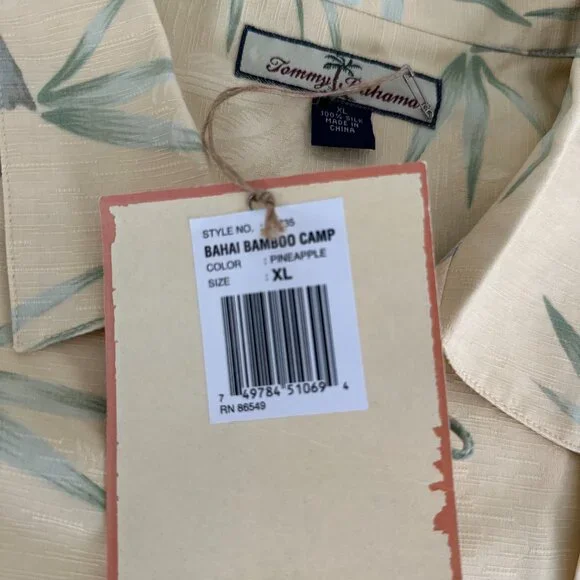 Tommy Bahama
XL
100% SILK
MADE IN
CHINA
STYLE NO.
BAHAI BAMBOO CAMP
COLOR : PINEAPPLE
SIZE : XL
7 49784 51069 4
RN 86549